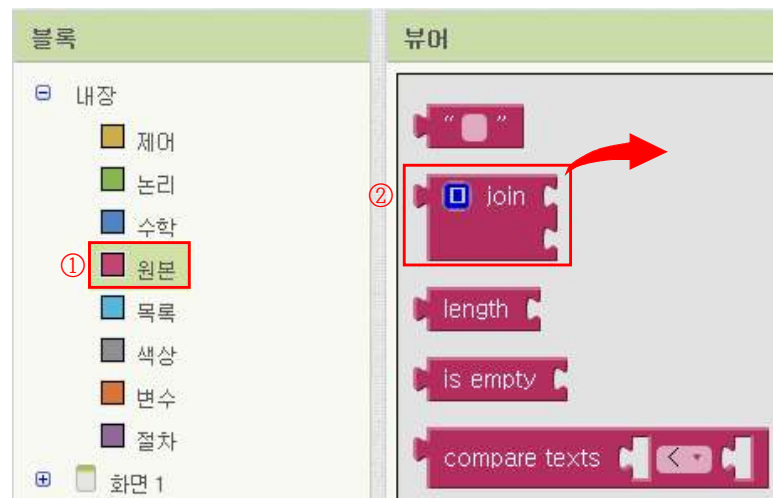 블록
뷰어
내장
제어
논리
수학
① 원본
목록
색상
변수
절차
화면 1
“ ”
② join
length
is empty
compare texts <